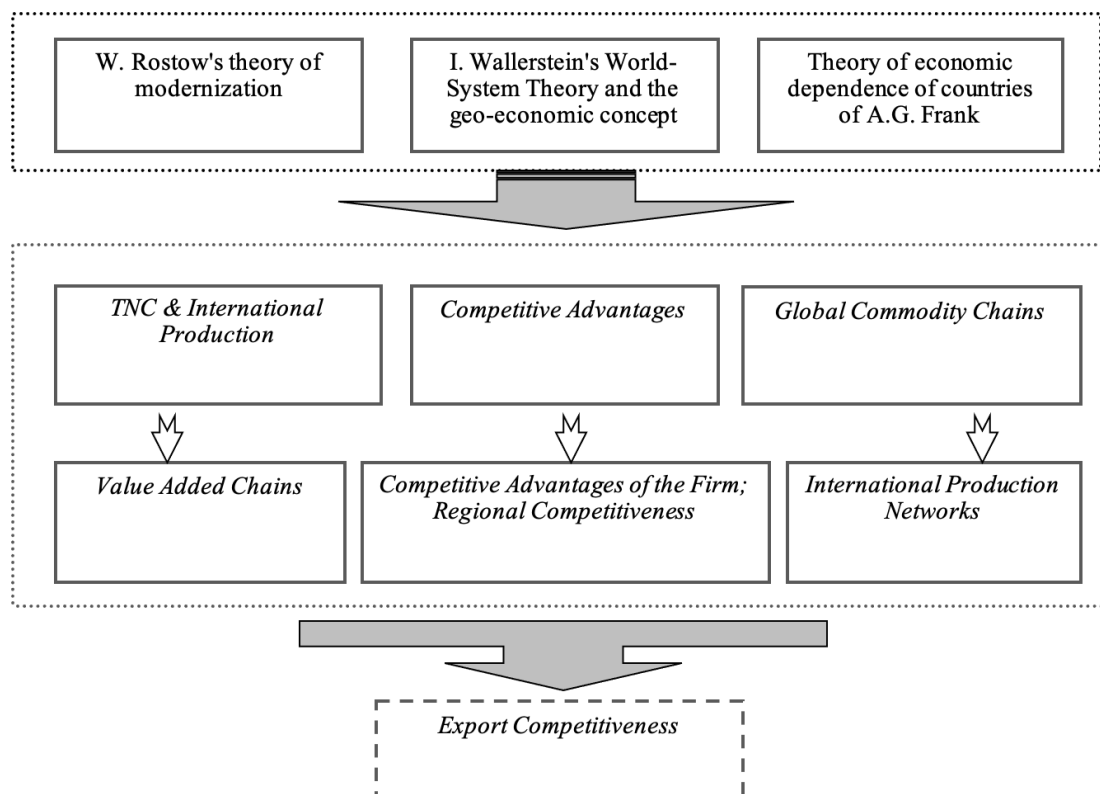 W. Rostow's theory of
modernization
I. Wallerstein's World-
System Theory and the
geo-economic concept
Theory of economic
dependence of countries
of A.G. Frank
TNC & International
Production
Competitive Advantages
Global Commodity Chains
Value Added Chains
Competitive Advantages of the Firm;
Regional Competitiveness
International Production
Networks
Export Competitiveness